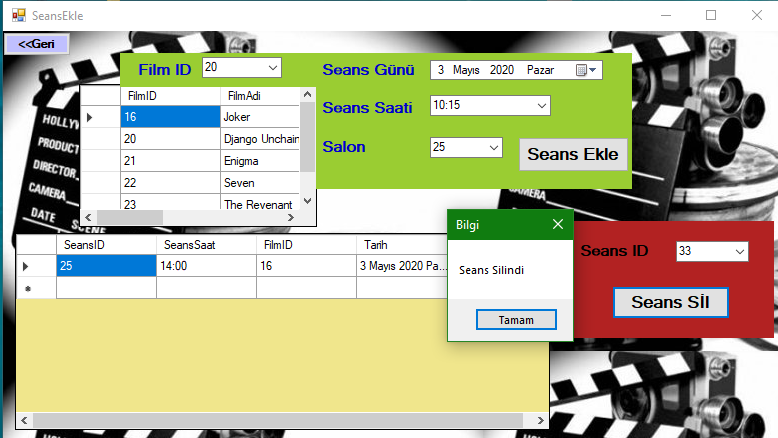 SeansEkle
<<Geri
Film ID 20
Seans Günü 3 Mayıs 2020 Pazar
FilmID FilmAdi
16 Joker
20 Django Unchain
21 Enigma
22 Seven
23 The Revenant
Seans Saati 10:15
Salon 25
Seans Ekle
HOLLYW
PRODUCT
DIRECTOR
CAMERA
DATE SCENE
SeansID SeansSaat FilmID Tarih
25 14:00 16 3 Mayıs 2020 Pa...
Bilgi
Seans Silindi
Tamam
Seans ID 33
Seans SİL